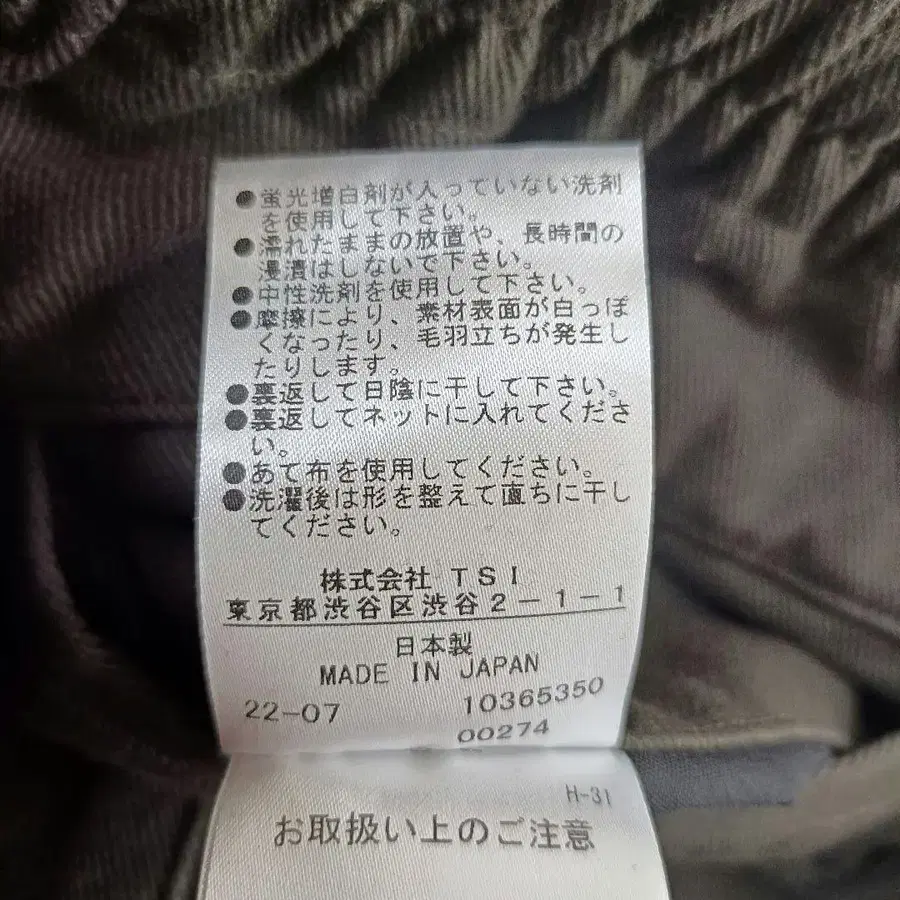 ●蛍光増白剤が入っていない洗剤
を使用して下さい。
●濡れたままの放置や、長時間の
浸漬はしないで下さい。
●中性洗剤を使用して下さい。
●摩擦により、素材表面が白っぽ
くなったり、毛羽立ちが発生し
たりします。
●裏返して日陰に干して下さい。
●裏返してネットに入れてくださ
い。
●あて布を使用してください。
●洗濯後は形を整えて直ちに干し
てください。
株式会社 TSI
東京都渋谷区渋谷2-1-1
日本製
MADE IN JAPAN
22-07 10365350
00274
H-31
お取扱い上のご注意